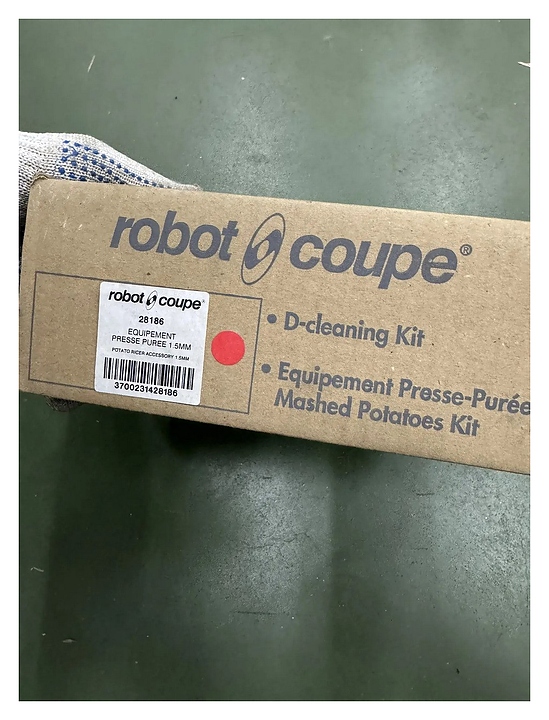 robot coupe®
robot coupe®
28186
EQUIPEMENT
PRESSE PUREE 1.5MM
POTATO RICER ACCESSORY 1.5MM
3700231428186
• D-cleaning Kit
• Equipement Presse-Purée
Mashed Potatoes Kit